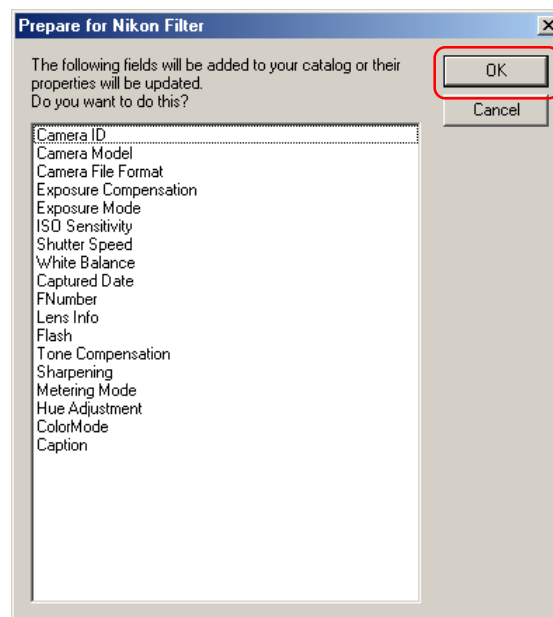 Prepare for Nikon Filter
The following fields will be added to your catalog or their
properties will be updated.
Do you want to do this?
OK
Cancel
Camera ID
Camera Model
Camera File Format
Exposure Compensation
Exposure Mode
ISO Sensitivity
Shutter Speed
White Balance
Captured Date
FNumber
Lens Info
Flash
Tone Compensation
Sharpening
Metering Mode
Hue Adjustment
ColorMode
Caption